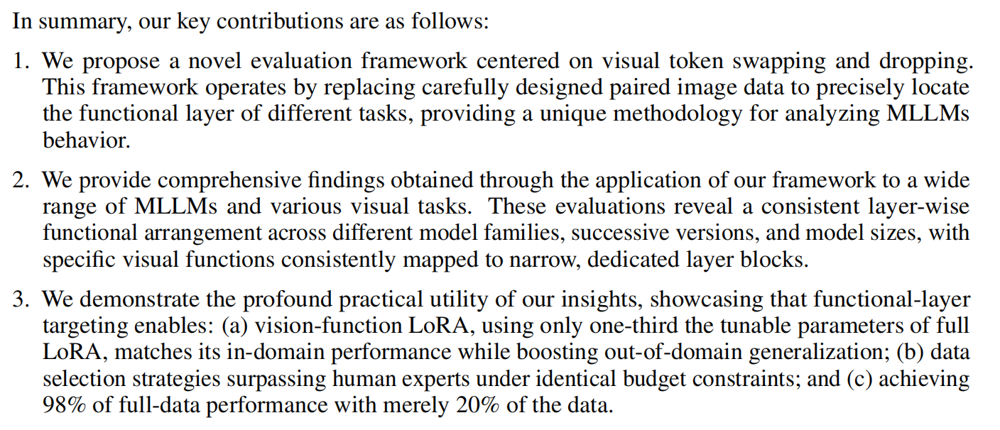 In summary, our key contributions are as follows:
1. We propose a novel evaluation framework centered on visual token swapping and dropping.
This framework operates by replacing carefully designed paired image data to precisely locate
the functional layer of different tasks, providing a unique methodology for analyzing MLLMs
behavior.
2. We provide comprehensive findings obtained through the application of our framework to a wide
range of MLLMs and various visual tasks. These evaluations reveal a consistent layer-wise
functional arrangement across different model families, successive versions, and model sizes, with
specific visual functions consistently mapped to narrow, dedicated layer blocks.
3. We demonstrate the profound practical utility of our insights, showcasing that functional-layer
targeting enables: (a) vision-function LoRA, using only one-third the tunable parameters of full
LoRA, matches its in-domain performance while boosting out-of-domain generalization; (b) data
selection strategies surpassing human experts under identical budget constraints; and (c) achieving
98% of full-data performance with merely 20% of the data.